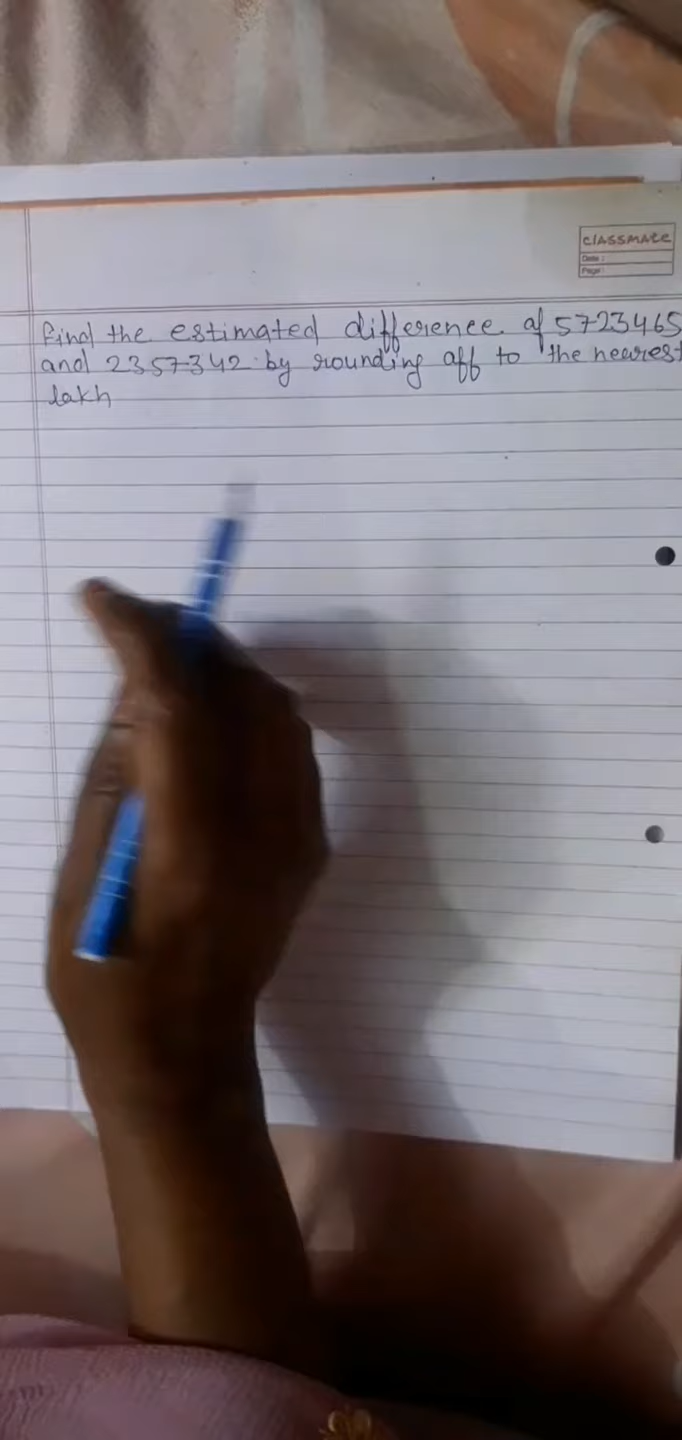 CLASSMATE
Date :
Page :
Find the estimated difference of 5723465
and 2357342 by rounding off to the nearest
lakh